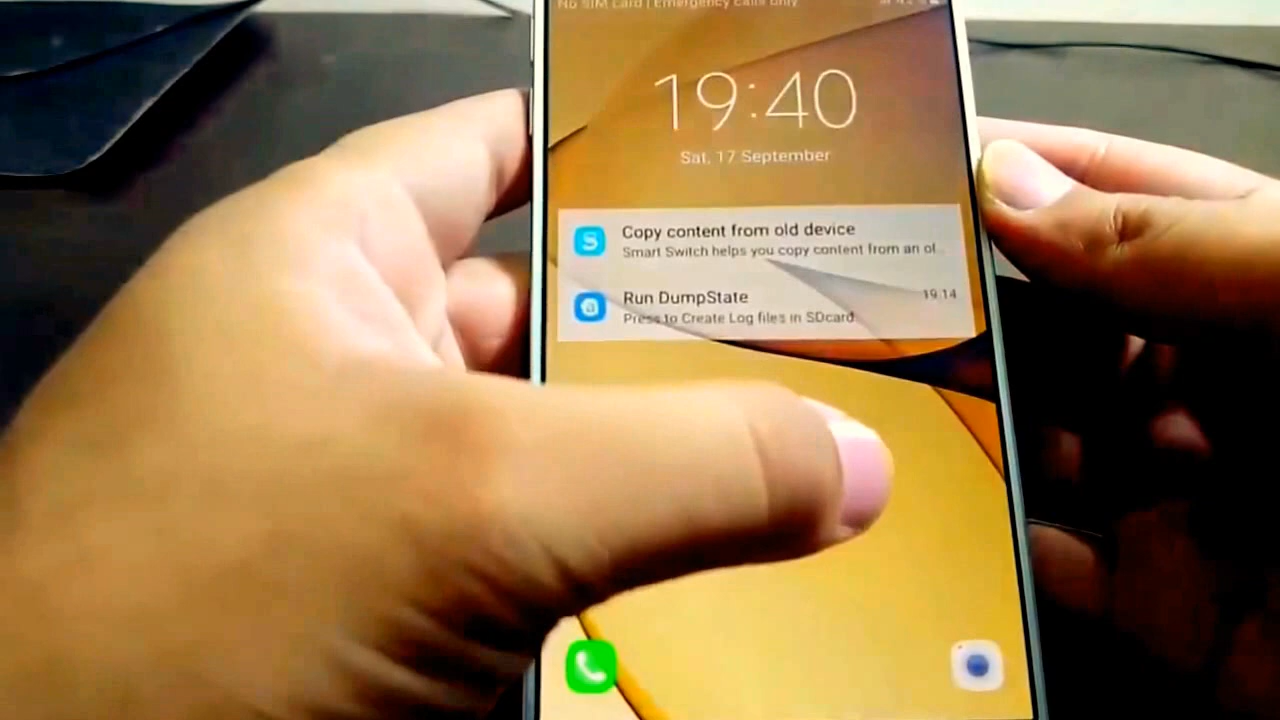 No SIM card | Emergency calls only
19:40
Sat, 17 September
Copy content from old device
Smart Switch helps you copy content from an ol...
Run DumpState
19:14
Press to Create Log files in SDcard